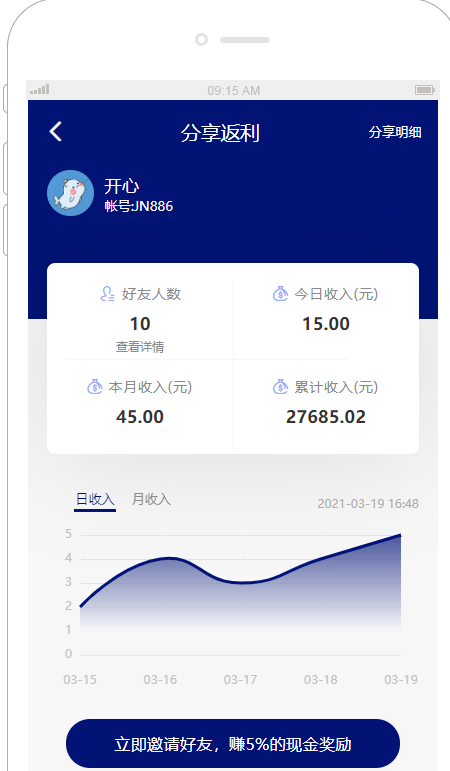 09:15 AM
分享返利
分享明细
开心
帐号:JN886
好友人数
今日收入(元)
10
15.00
查看详情
本月收入(元)
累计收入(元)
45.00
27685.02
日收入
月收入
2021-03-19 16:48
5
4
3
2
1
0
03-15
03-16
03-17
03-18
03-19
立即邀请好友，赚5%的现金奖励